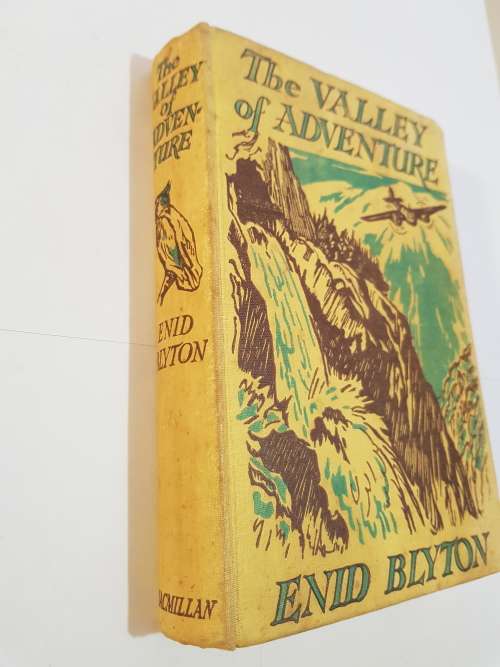 The
VALLEY
of
ADVEN-
TURE
ENID
BLYTON
MACMILLAN
The VALLEY
of ADVENTURE
ENID BLYTON